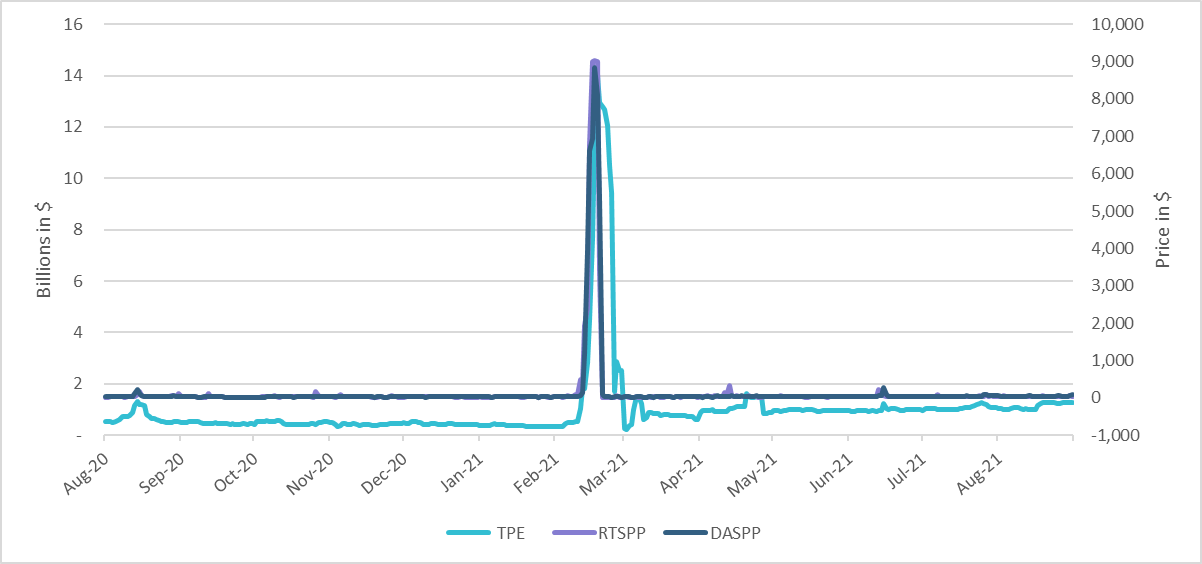 16
14
12
10
8
6
4
2
-
Billions in $
10,000
9,000
8,000
7,000
6,000
5,000
4,000
3,000
2,000
1,000
0
-1,000
Price in $
Aug-20
Sep-20
Oct-20
Nov-20
Dec-20
Jan-21
Feb-21
Mar-21
Apr-21
May-21
Jun-21
Jul-21
Aug-21
TPE RTSPP DASPP